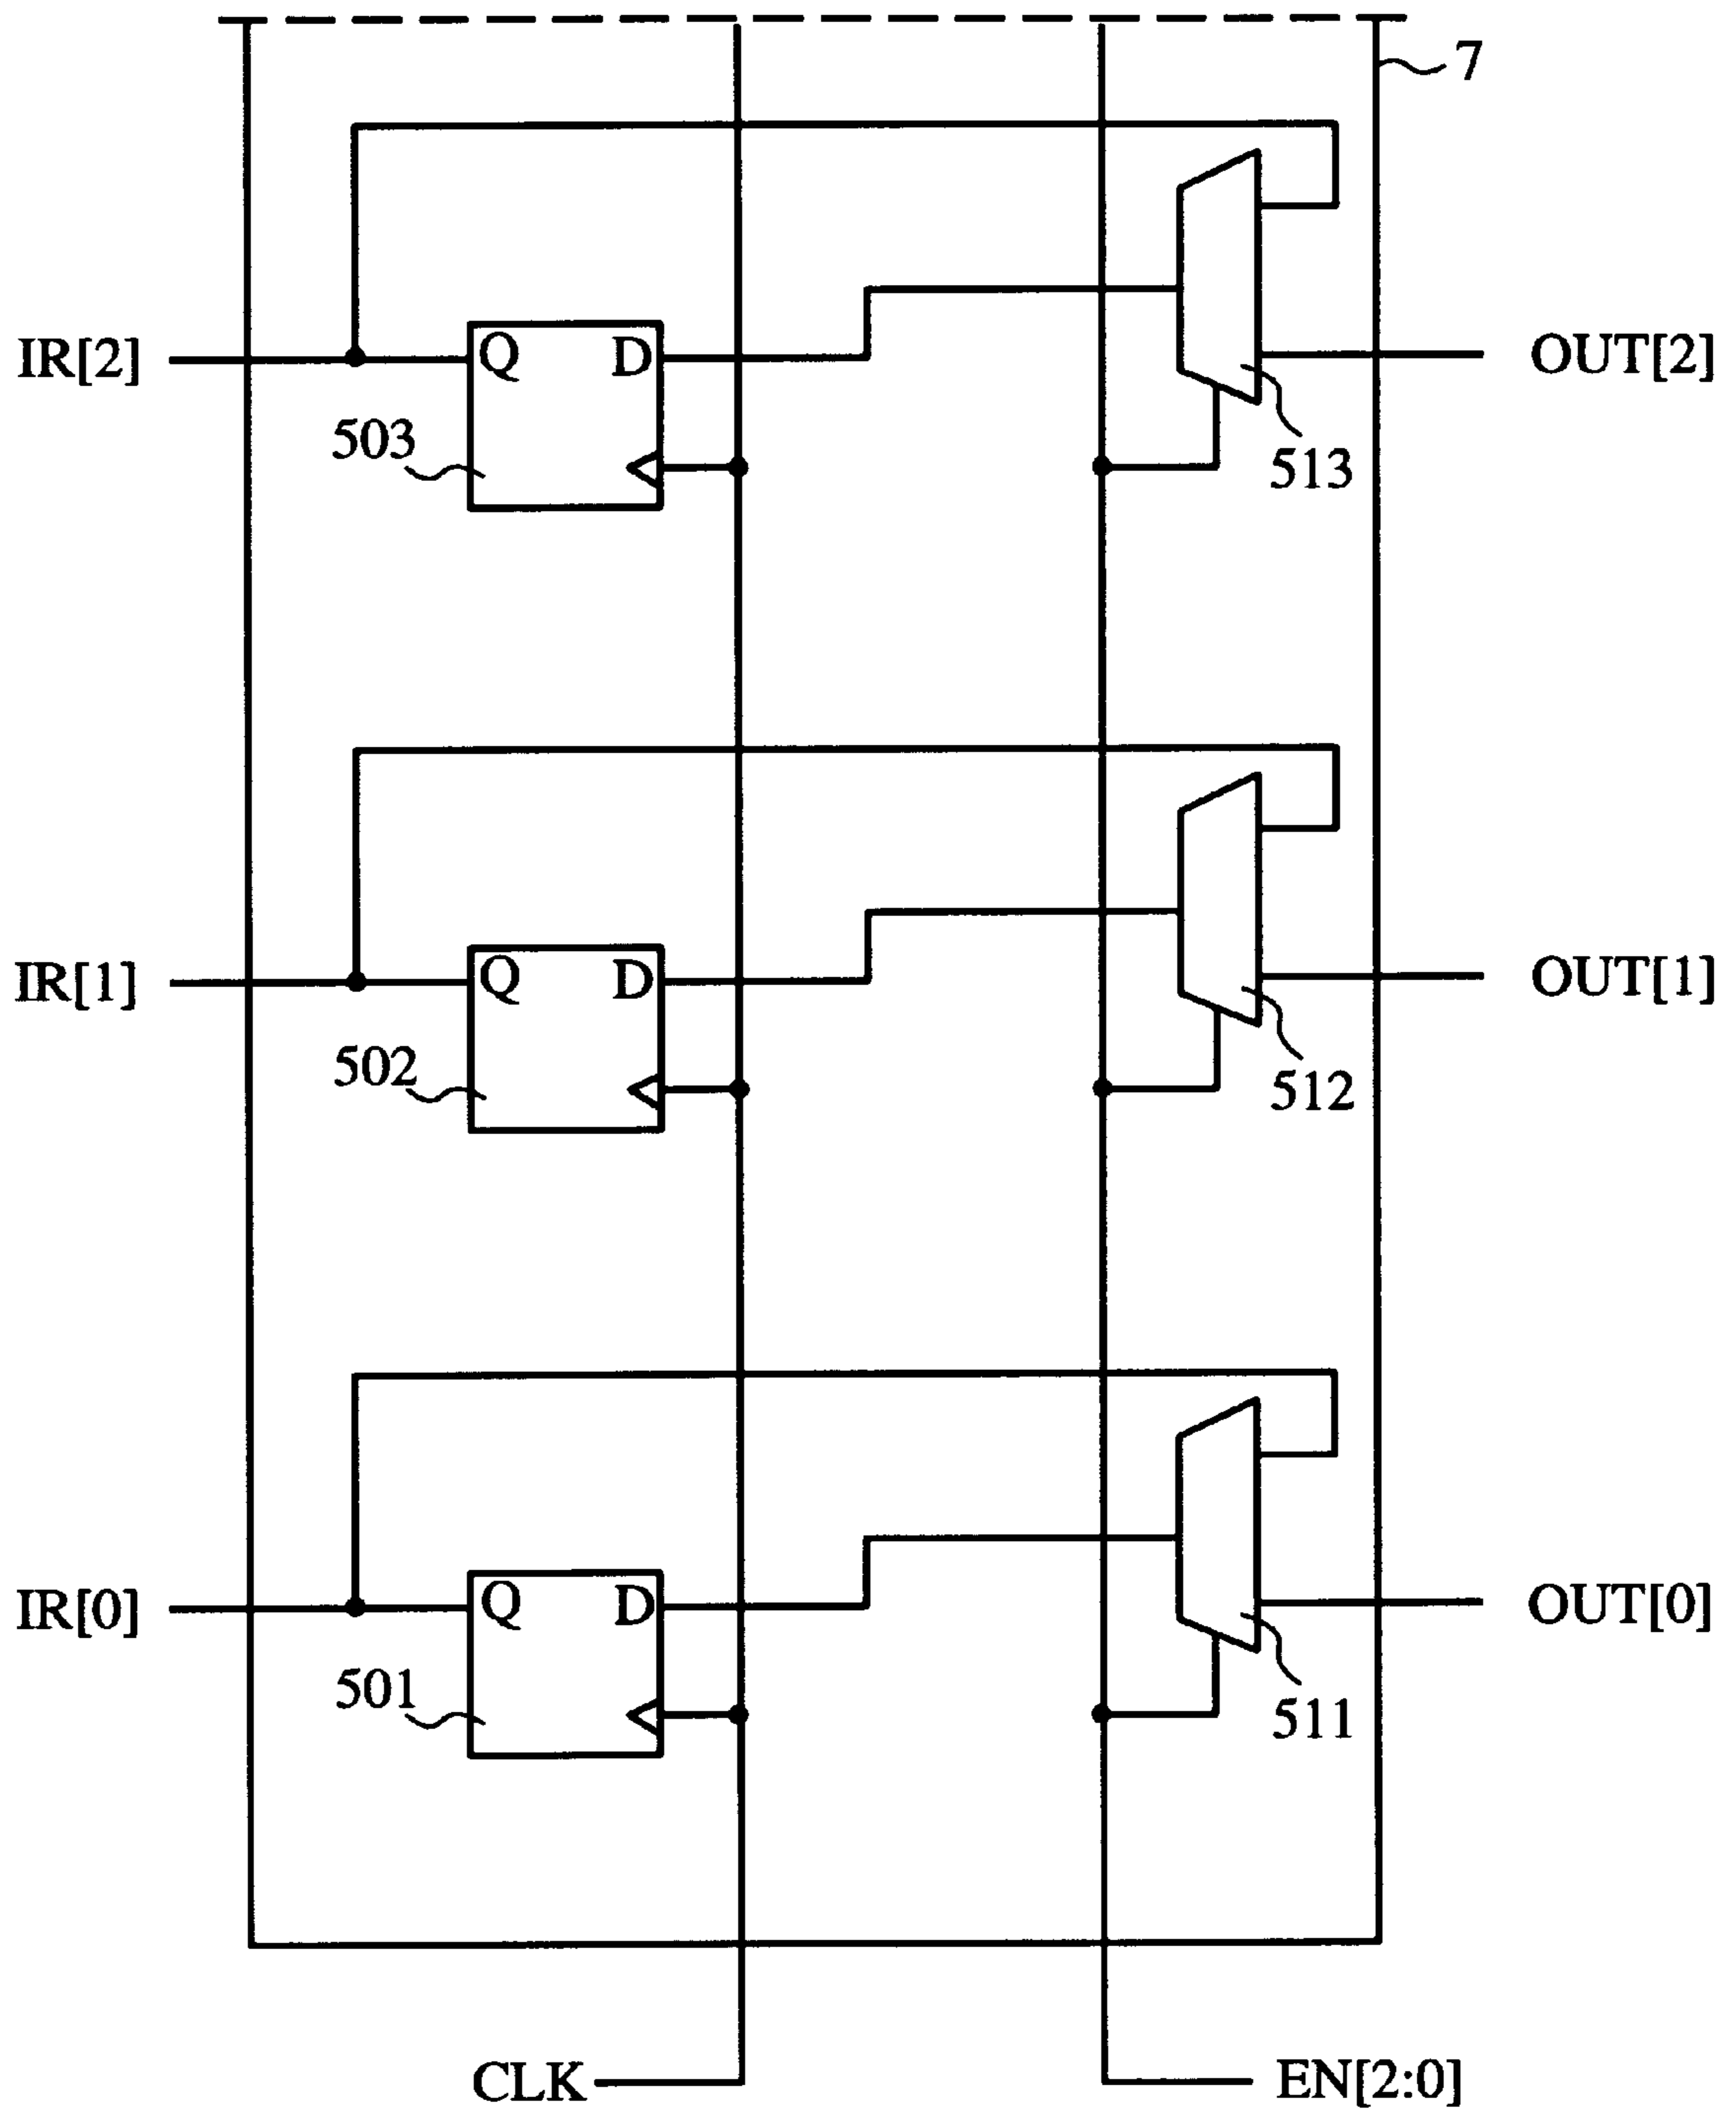 7
IR[2]
Q
D
OUT[2]
503
513
IR[1]
Q
D
OUT[1]
502
512
IR[0]
Q
D
OUT[0]
501
511
CLK
EN[2:0]